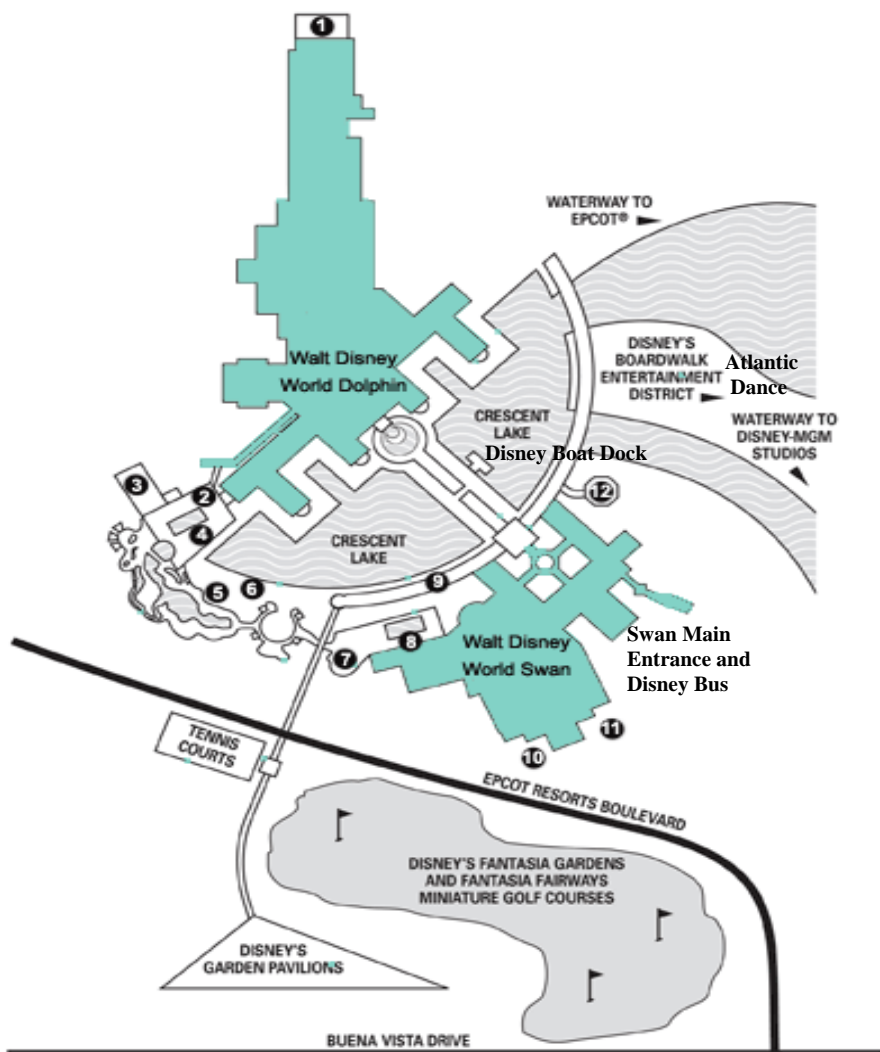 1
WATERWAY TO
EPCOT®
Walt Disney
World Dolphin
DISNEY'S
BOARDWALK
ENTERTAINMENT
DISTRICT
Atlantic
Dance
CRESCENT
LAKE
Disney Boat Dock
WATERWAY TO
DISNEY-MGM
STUDIOS
3
2
12
4
CRESCENT
LAKE
5
6
9
8
7
Walt Disney
World Swan
Swan Main
Entrance and
Disney Bus
11
10
TENNIS
COURTS
EPCOT RESORTS BOULEVARD
DISNEY'S FANTASIA GARDENS
AND FANTASIA FAIRWAYS
MINIATURE GOLF COURSES
DISNEY'S
GARDEN PAVILIONS
BUENA VISTA DRIVE